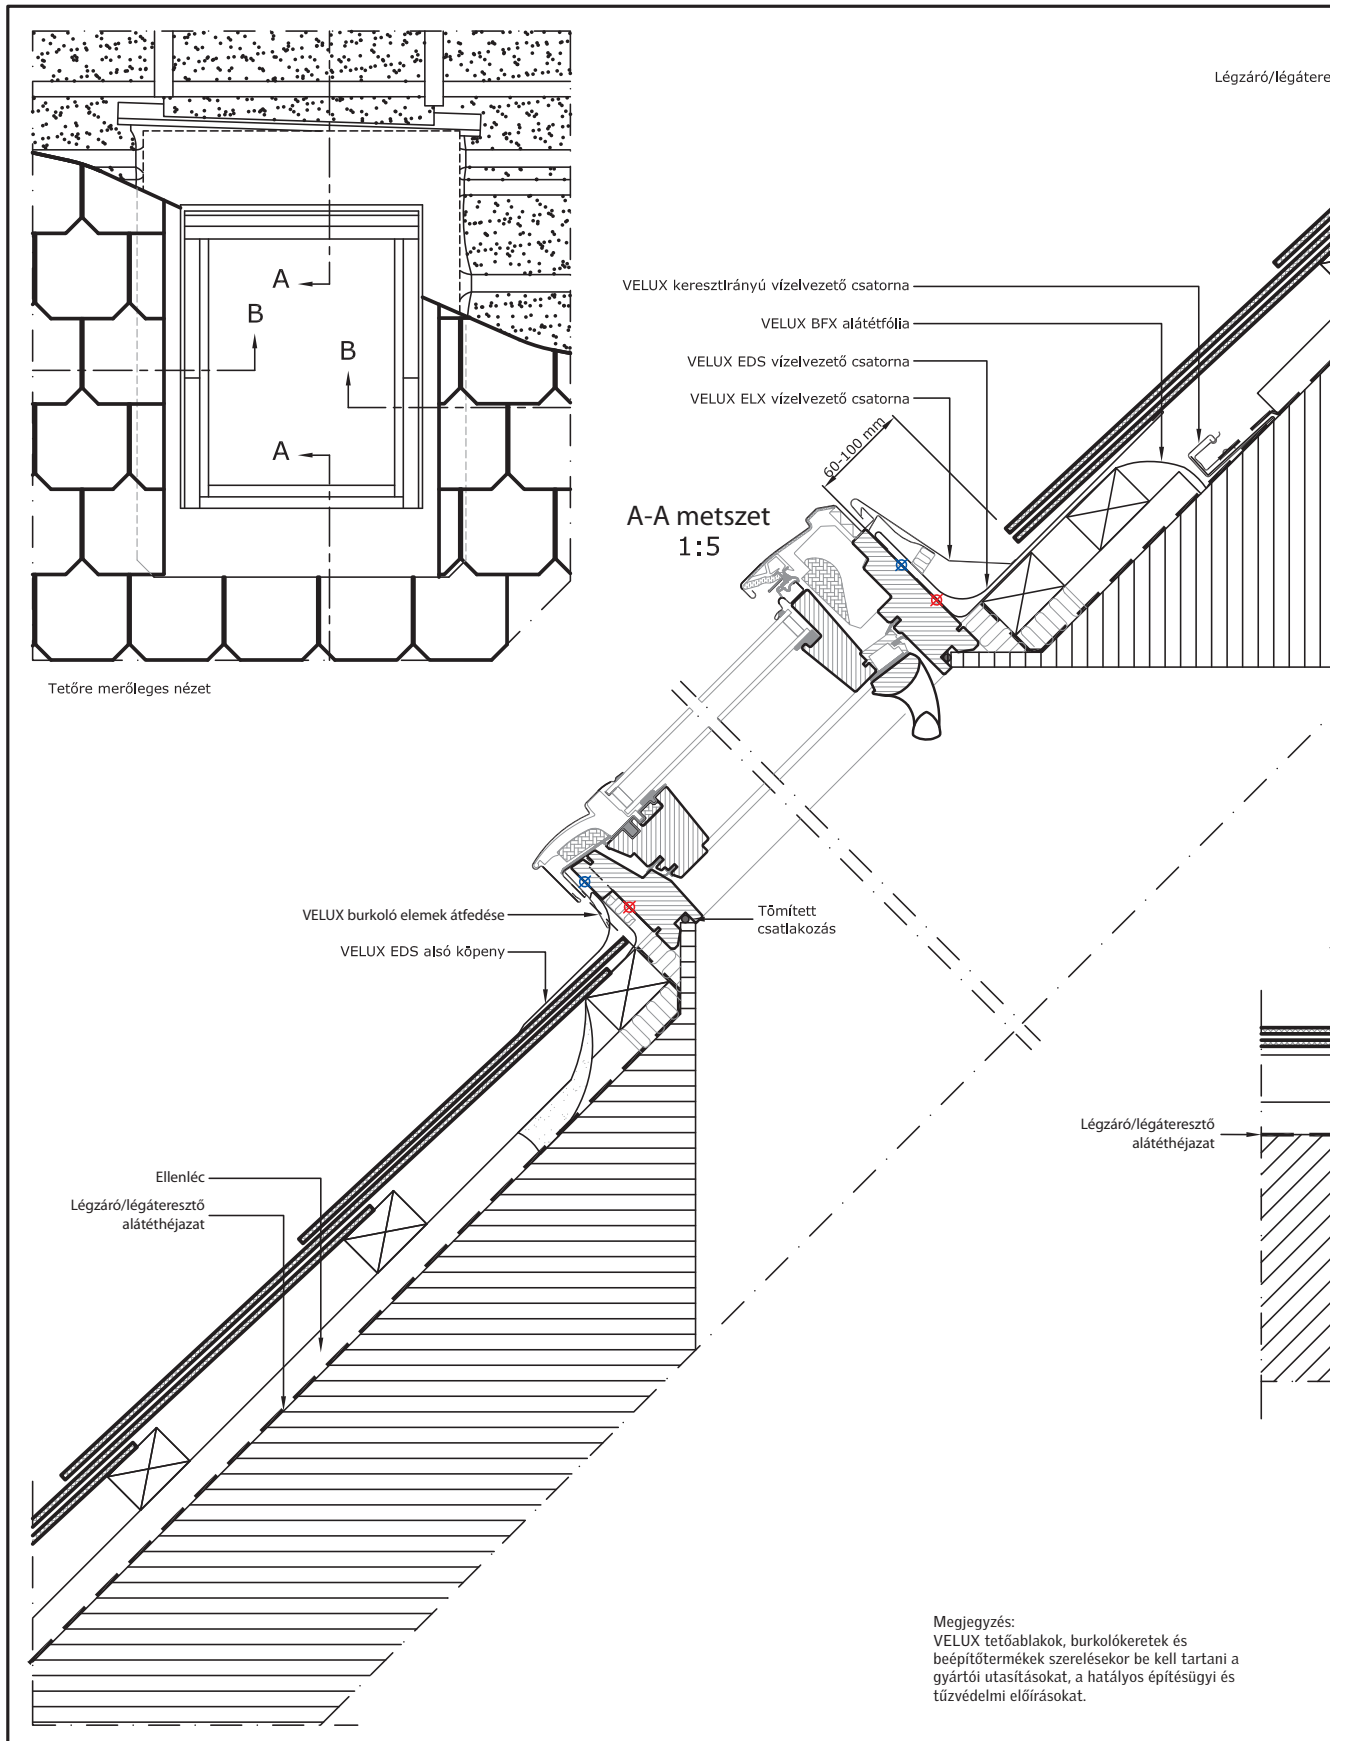 Légzáro/légátere
VELUX keresztirányú vízelvezető csatorna
VELUX BFX alátétfólia
VELUX EDS vízelvezető csatorna
VELUX ELX vízelvezető csatorna
60-100 mm
A-A metszet
1:5
A
B
B
A
Tetőre merőleges nézet
VELUX burkoló elemek átfedése
VELUX EDS alsó köpeny
Tömített
csatlakozás
Légzáró/légáteresztő
alátéthéjazat
Ellenléc
Légzáró/légáteresztő
alátéthéjazat
Megjegyzés:
VELUX tetőablakok, burkolókeretek és
beépítőtermékek szerelésekor be kell tartani a
gyártói utasításokat, a hatályos építésügyi és
tűzvédelmi előírásokat.